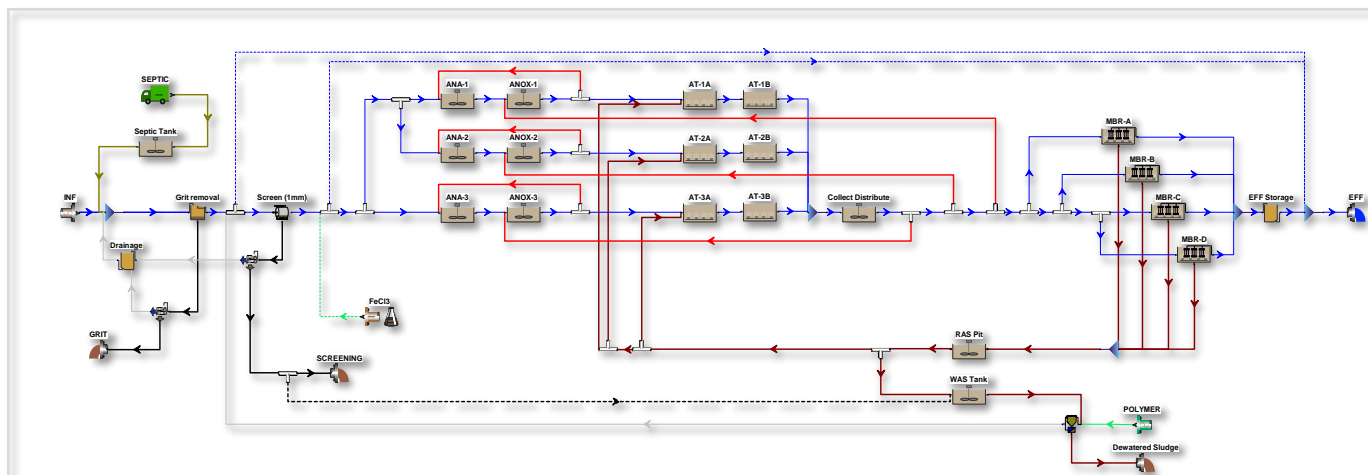 SEPTIC
Septic Tank
INF
Grit removal
Screen (1mm)
Drainage
GRIT
SCREENING
FeCl3
ANA-1
ANOX-1
AT-1A
AT-1B
ANA-2
ANOX-2
AT-2A
AT-2B
ANA-3
ANOX-3
AT-3A
AT-3B
Collect Distribute
MBR-A
MBR-B
MBR-C
MBR-D
EFF Storage
EFF
RAS Pit
WAS Tank
POLYMER
Dewatered Sludge